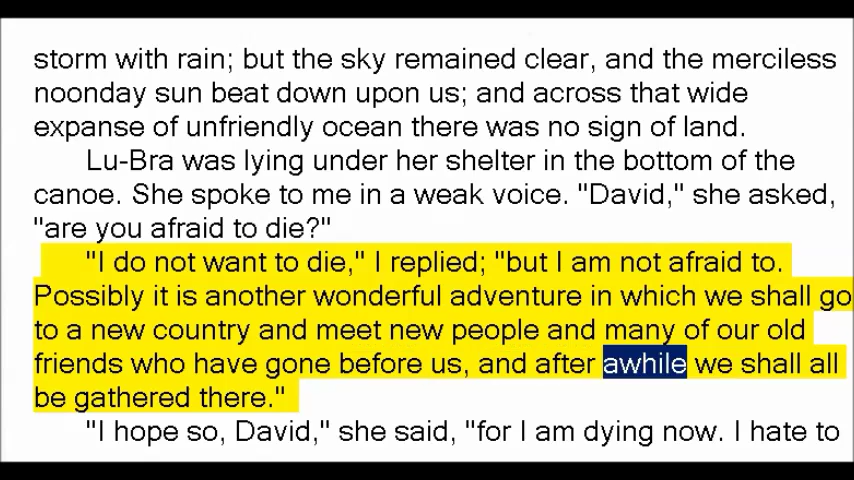 storm with rain; but the sky remained clear, and the merciless
noonday sun beat down upon us; and across that wide
expanse of unfriendly ocean there was no sign of land.
Lu-Bra was lying under her shelter in the bottom of the
canoe. She spoke to me in a weak voice. "David," she asked,
"are you afraid to die?"
"I do not want to die," I replied; "but I am not afraid to.
Possibly it is another wonderful adventure in which we shall go
to a new country and meet new people and many of our old
friends who have gone before us, and after awhile we shall all
be gathered there."
"I hope so, David," she said, "for I am dying now. I hate to